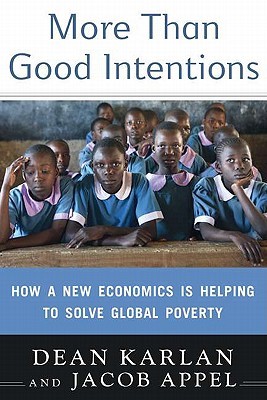 More Than
Good Intentions
HOW A NEW ECONOMICS IS HELPING
TO SOLVE GLOBAL POVERTY
DEAN KARLAN
AND JACOB APPEL